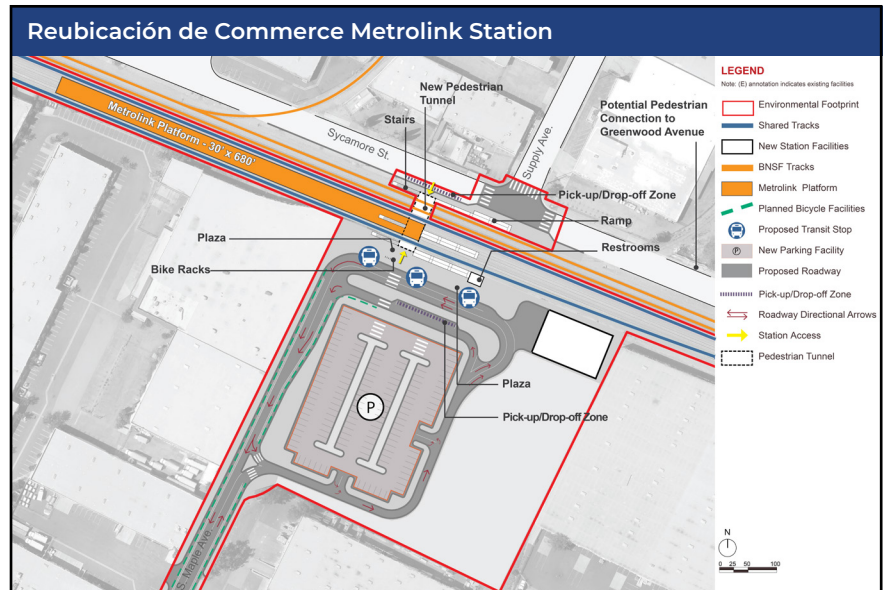 Reubicación de Commerce Metrolink Station
New Pedestrian
Tunnel
Stairs
Metrolink Platform - 30' x 680'
Sycamore St.
Supply Ave.
Potential Pedestrian
Connection to
Greenwood Avenue
Pick-up/Drop-off Zone
Ramp
Restrooms
Plaza
Bike Racks
Plaza
Pick-up/Drop-off Zone
P
S. Maple Ave.
LEGEND
Note: (E) annotation indicates existing facilities
Environmental Footprint
Shared Tracks
New Station Facilities
BNSF Tracks
Metrolink Platform
Planned Bicycle Facilities
Proposed Transit Stop
P
New Parking Facility
Proposed Roadway
Pick-up/Drop-off Zone
Roadway Directional Arrows
Station Access
Pedestrian Tunnel
N
0 25 50 100